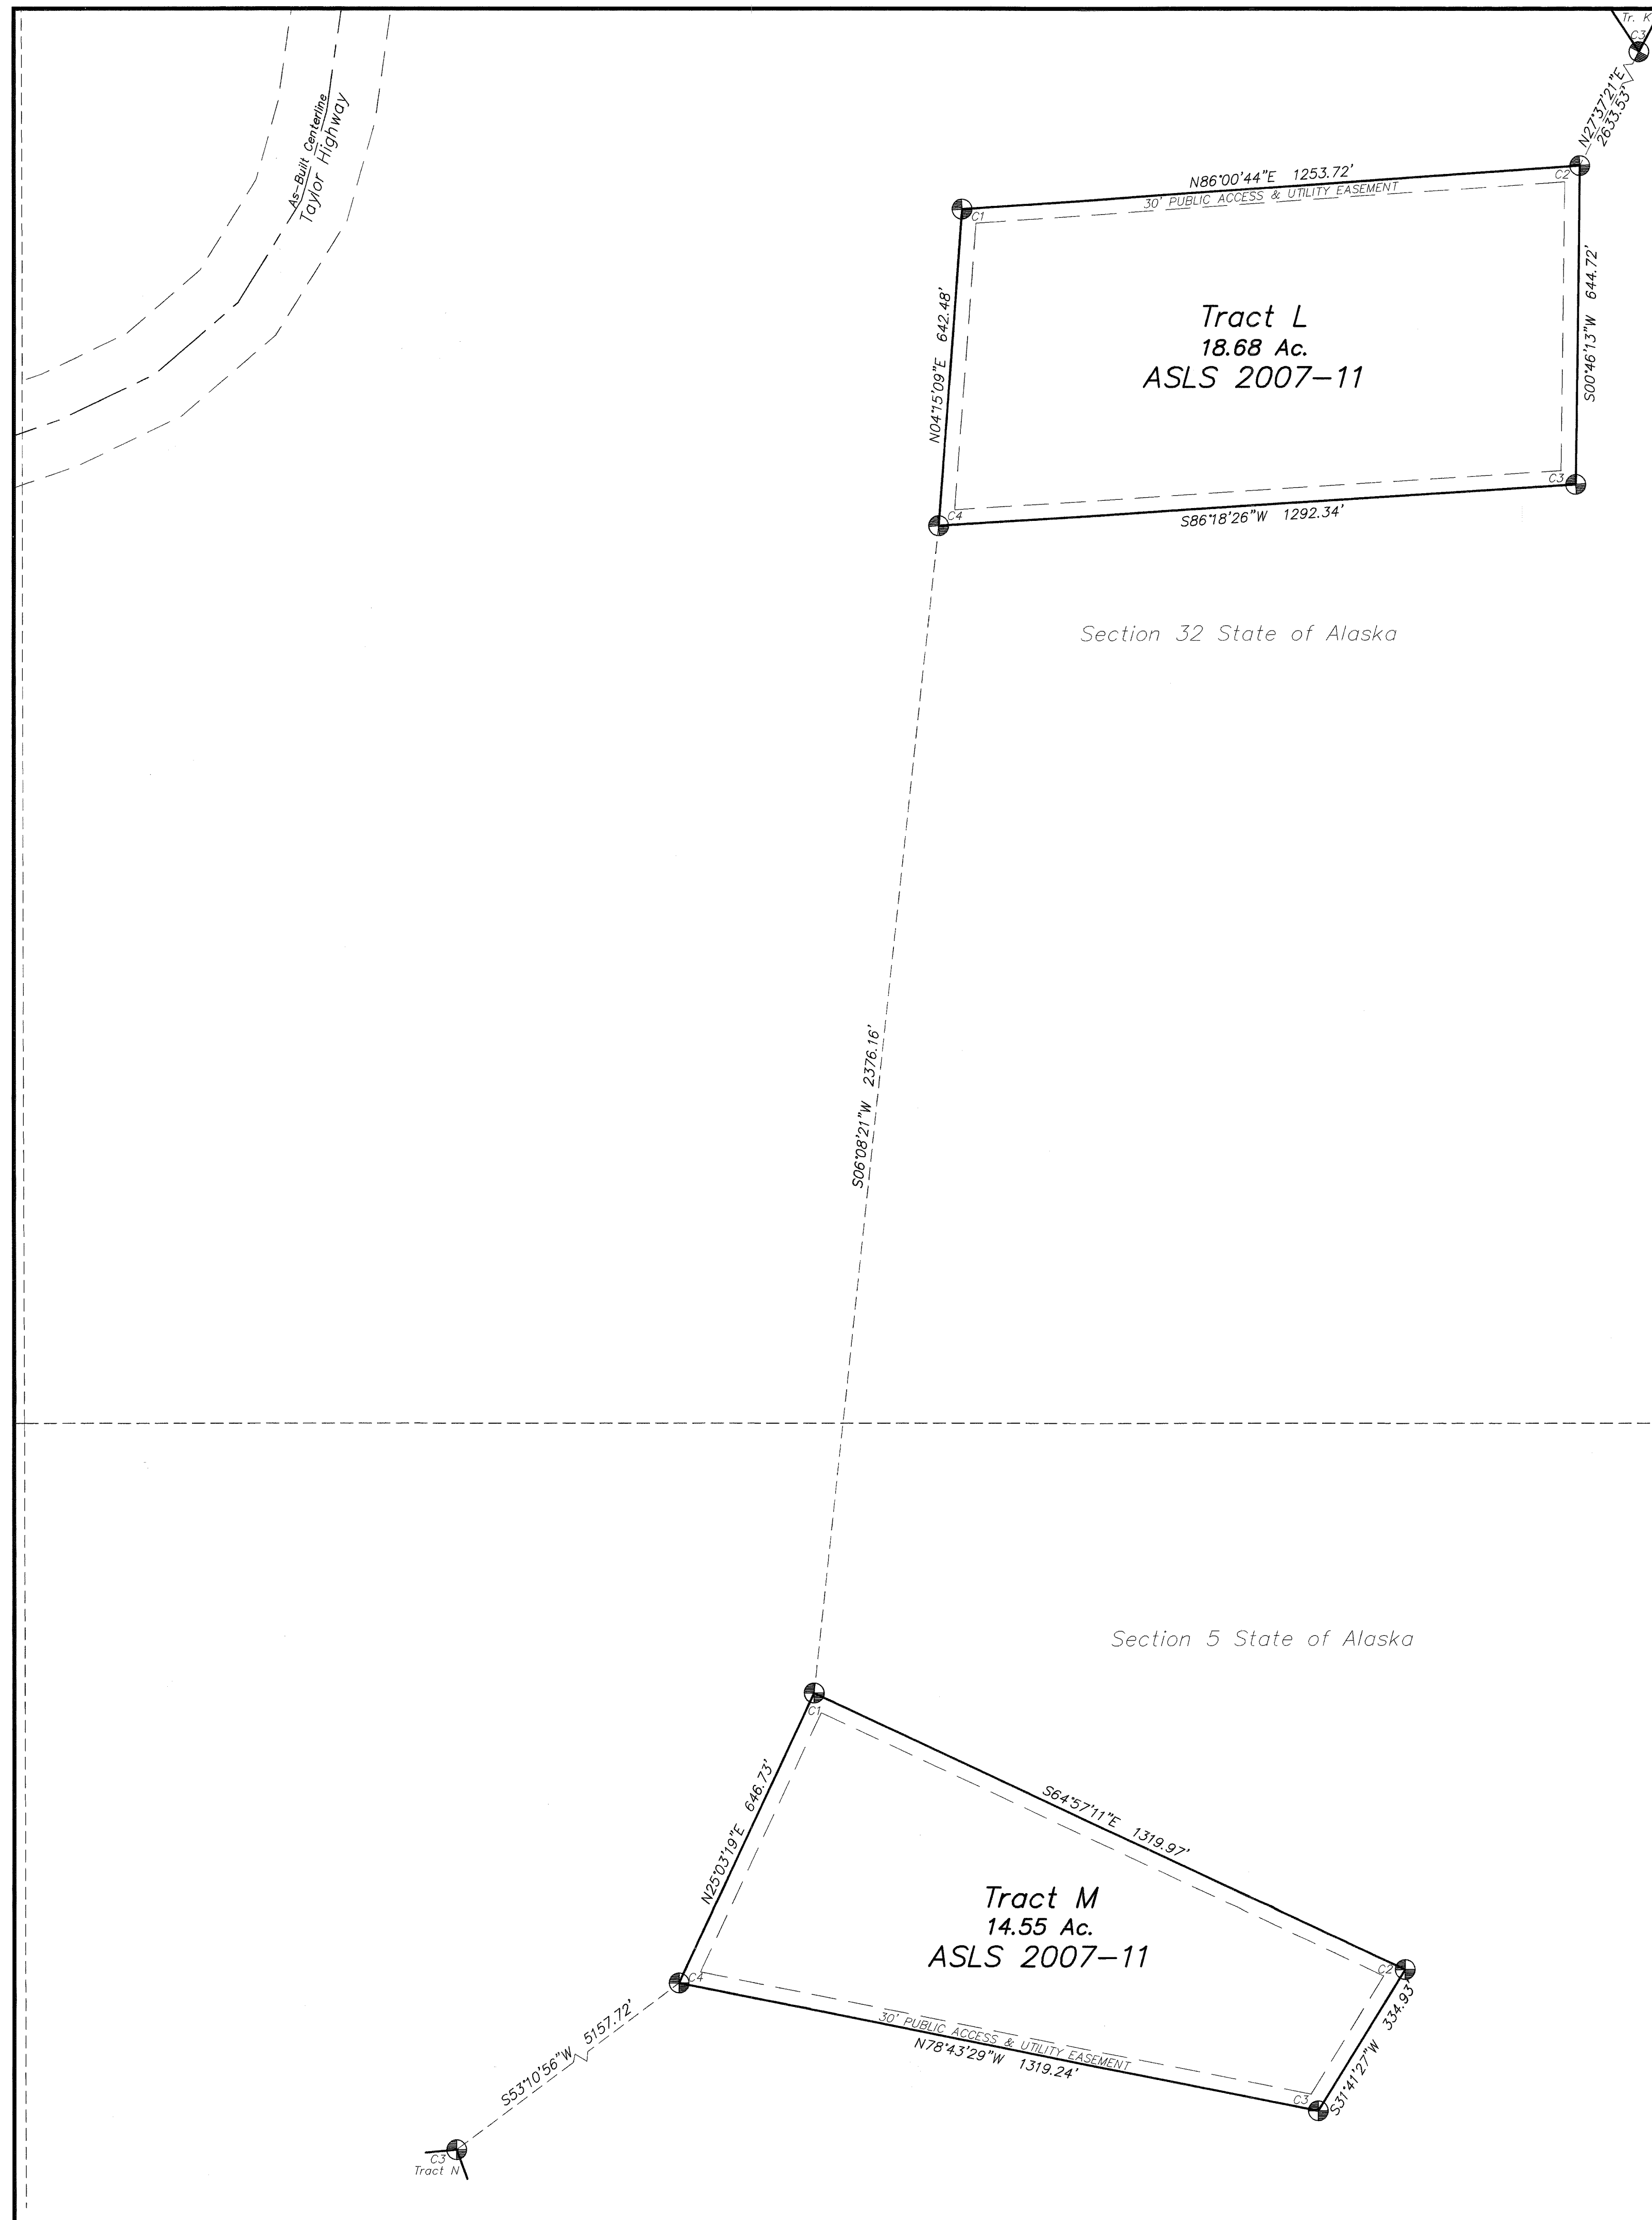 Tr. K
C3
N27°37'21"E
2633.53'
As-Built Centerline
Taylor Highway
N86°00'44"E 1253.72'
30' PUBLIC ACCESS & UTILITY EASEMENT
C1
C2
N04°15'09"E 642.48'
S00°46'13"W 644.72'
Tract L
18.68 Ac.
ASLS 2007-11
C4
C3
S86°18'26"W 1292.34'
Section 32 State of Alaska
S06°08'21"W 2376.16'
Section 5 State of Alaska
C1
N25°03'19"E 646.73'
S64°57'11"E 1319.97'
Tract M
14.55 Ac.
ASLS 2007-11
C2
C4
30' PUBLIC ACCESS & UTILITY EASEMENT
N78°43'29"W 1319.24'
C3
S31°41'27"W 334.93'
S53°10'56"W 5157.72'
C3
Tract N